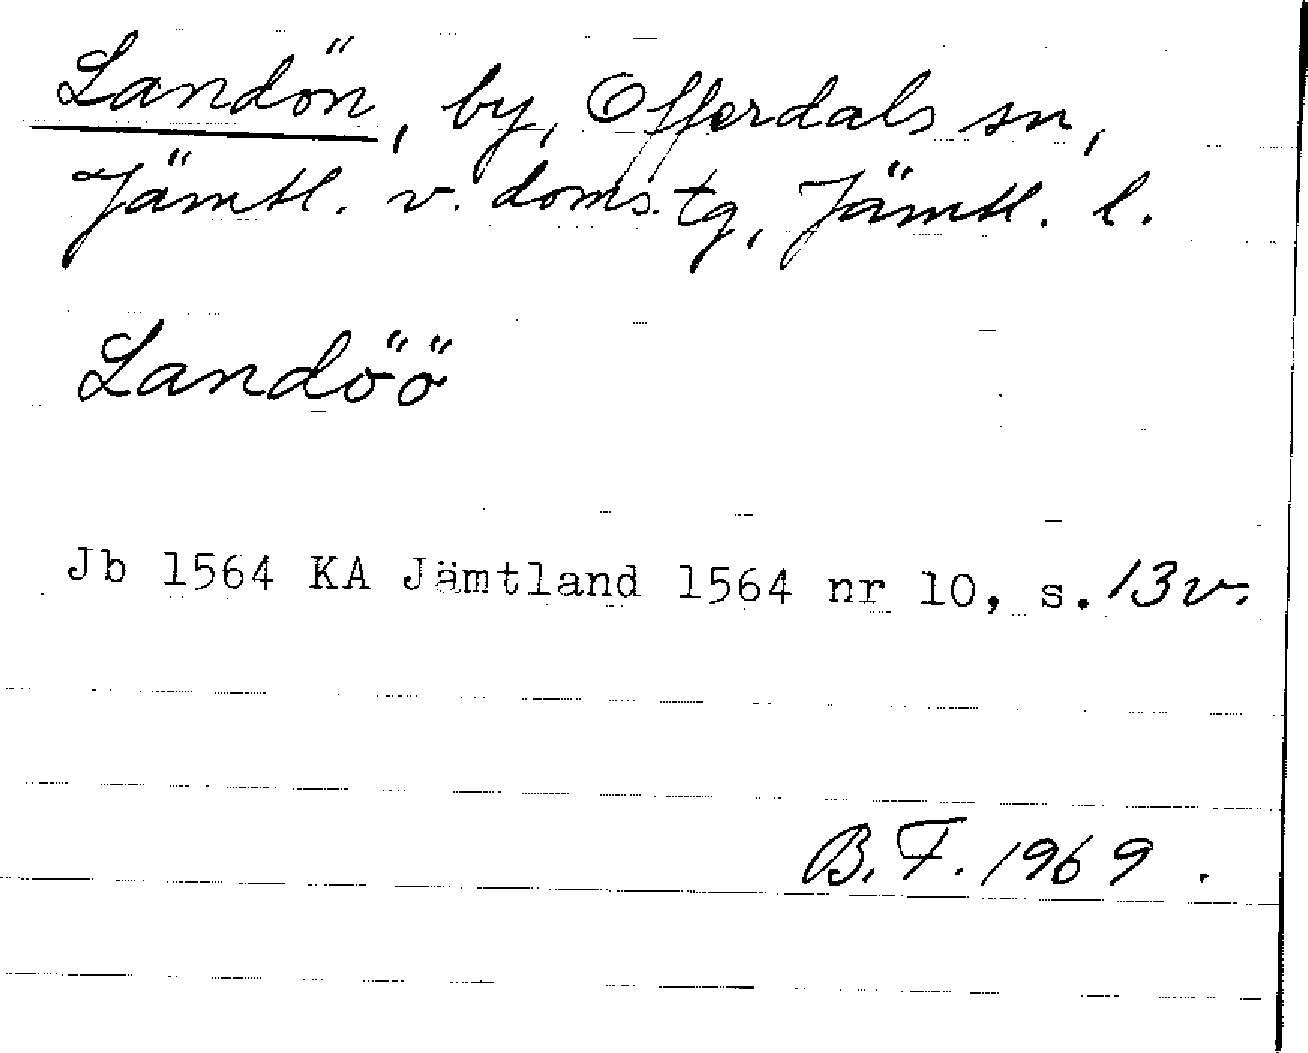 Landön, by, Offerdals sn,
Jämtl. v. doms. tg, Jämtl. l.
Landöö
Jb 1564 KA Jämtland 1564 nr 10, s. 13v.
B.F. 1969.